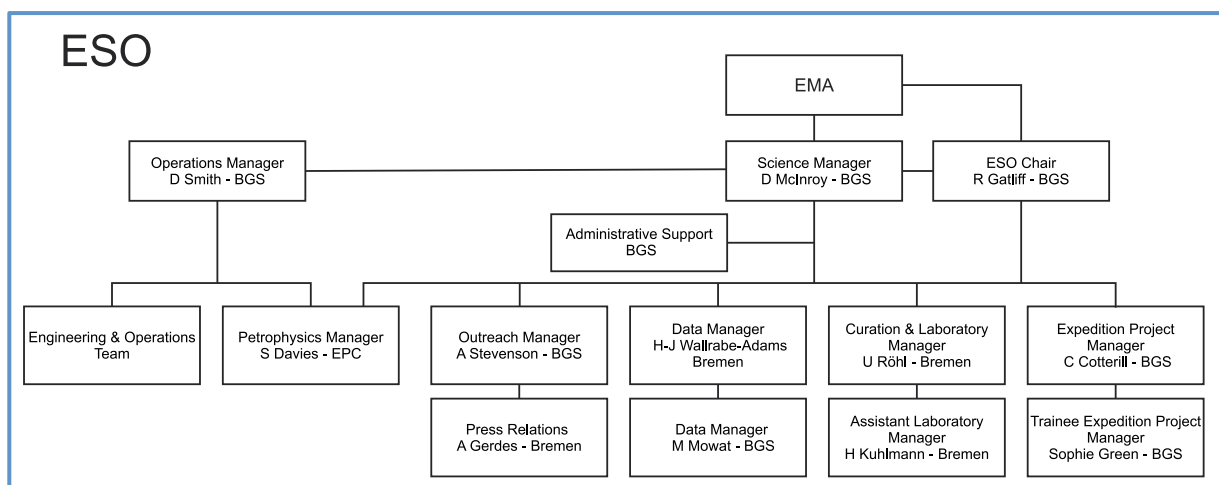 ESO
EMA
Operations Manager
D Smith - BGS
Science Manager
D McInroy - BGS
ESO Chair
R Gatliff - BGS
Administrative Support
BGS
Engineering & Operations
Team
Petrophysics Manager
S Davies - EPC
Outreach Manager
A Stevenson - BGS
Data Manager
H-J Wallrabe-Adams
Bremen
Curation & Laboratory
Manager
U Röhl - Bremen
Expedition Project
Manager
C Cotterill - BGS
Press Relations
A Gerdes - Bremen
Data Manager
M Mowat - BGS
Assistant Laboratory
Manager
H Kuhlmann - Bremen
Trainee Expedition Project
Manager
Sophie Green - BGS